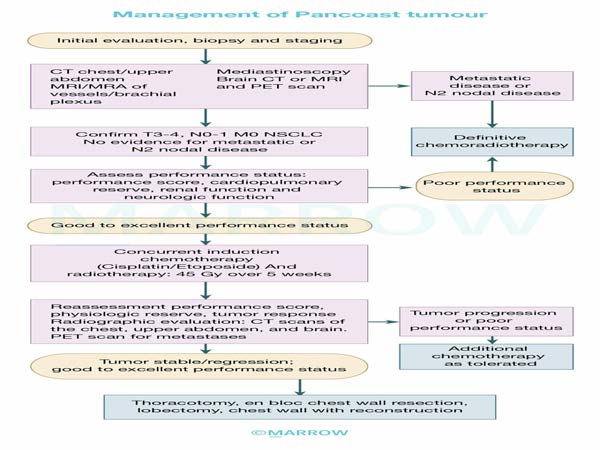 Management of Pancoast tumour
Initial evaluation, biopsy and staging
CT chest/upper
abdomen
MRI/MRA of
vessels/brachial
plexus
Mediastinoscopy
Brain CT or MRI
and PET scan
Metastatic
disease or
N2 nodal disease
Confirm T3-4, N0-1 M0 NSCLC
No evidence for metastatic or
N2 nodal disease
Definitive
chemoradiotherapy
Assess performance status:
performance score, cardiopulmonary
reserve, renal function and
neurologic function
Poor performance
status
MARROW
Good to excellent performance status
Concurrent induction
chemotherapy
(Cisplatin/Etoposide) And
radiotherapy: 45 Gy over 5 weeks
Reassessment performance score,
physiologic reserve, tumor response
Radiographic evaluation: CT scans of
the chest, upper abdomen, and brain.
PET scan for metastases
Tumor progression
or poor
performance status
Additional
chemotherapy
as tolerated
Tumor stable/regression;
good to excellent performance status
Thoracotomy, en bloc chest wall resection,
lobectomy, chest wall with reconstruction
©MARROW